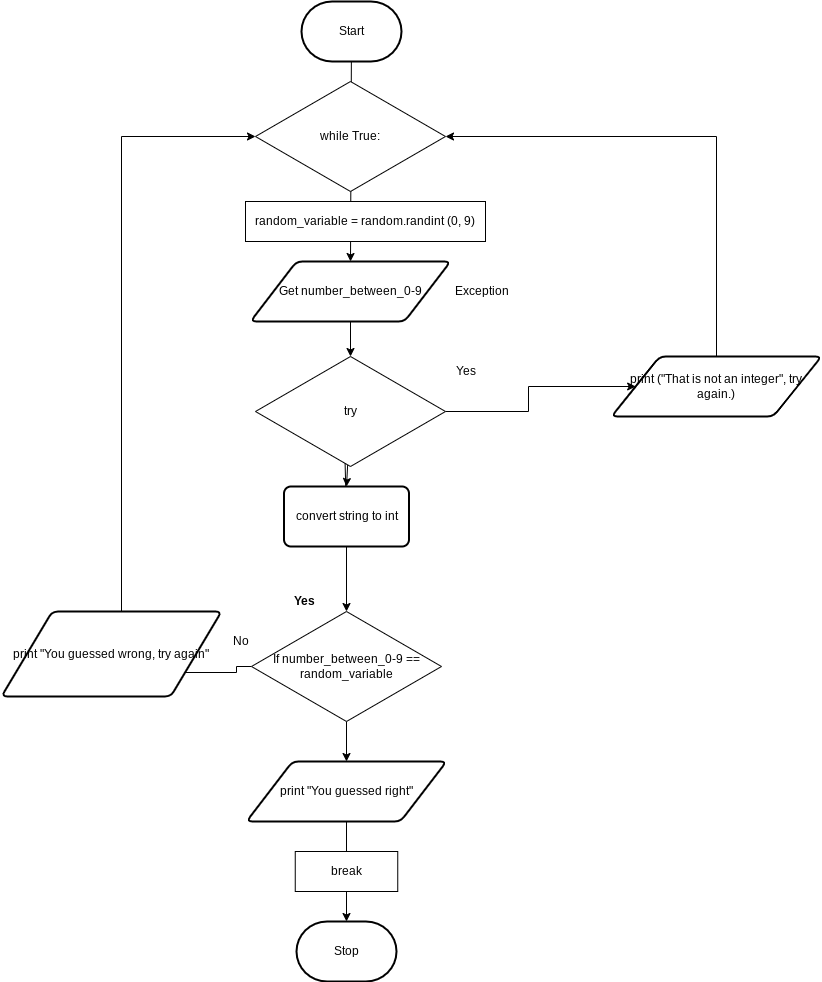 Start
while True:
random_variable = random.randint (0, 9)
Get number_between_0-9
Exception
Yes
try
print ("That is not an integer", try
again.)
convert string to int
Yes
No
print "You guessed wrong, try again"
If number_between_0-9 ==
random_variable
print "You guessed right"
break
Stop